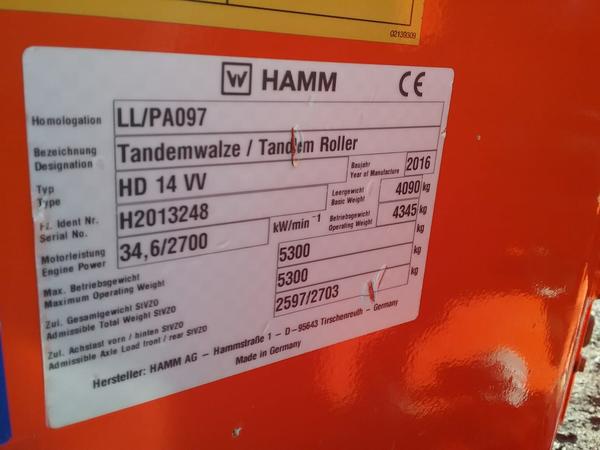 02139309
HAMM CE
Homologation LL/PA097
Bezeichnung
Designation Tandemwalze / Tandem Roller
Typ
Type HD 14 VV Baujahr
Year of Manufacture 2016
Fz. Ident Nr.
Serial No. H2013248 Leergewicht
Basic Weight 4090 kg
Motorleistung
Engine Power 34,6/2700 kW/min⁻¹ Betriebsgewicht
Operating Weight 4345 kg
Max. Betriebsgewicht
Maximum Operating Weight 5300 kg
Zul. Gesamtgewicht StVZO
Admissible Total Weight StVZO 5300 kg
Zul. Achslast vorn / hinten StVZO
Admissible Axle Load front / rear StVZO 2597/2703 kg
Hersteller: HAMM AG – Hammstraße 1 – D – 95643 Tirschenreuth – Germany
Made in Germany